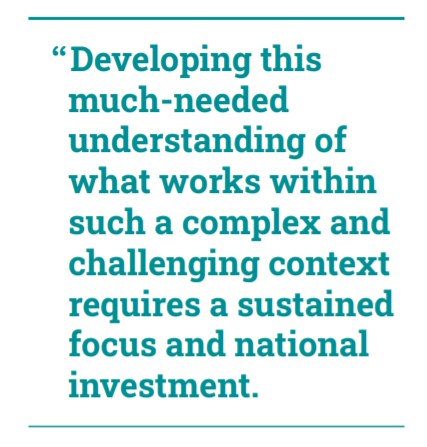 “Developing this
much-needed
understanding of
what works within
such a complex and
challenging context
requires a sustained
focus and national
investment.